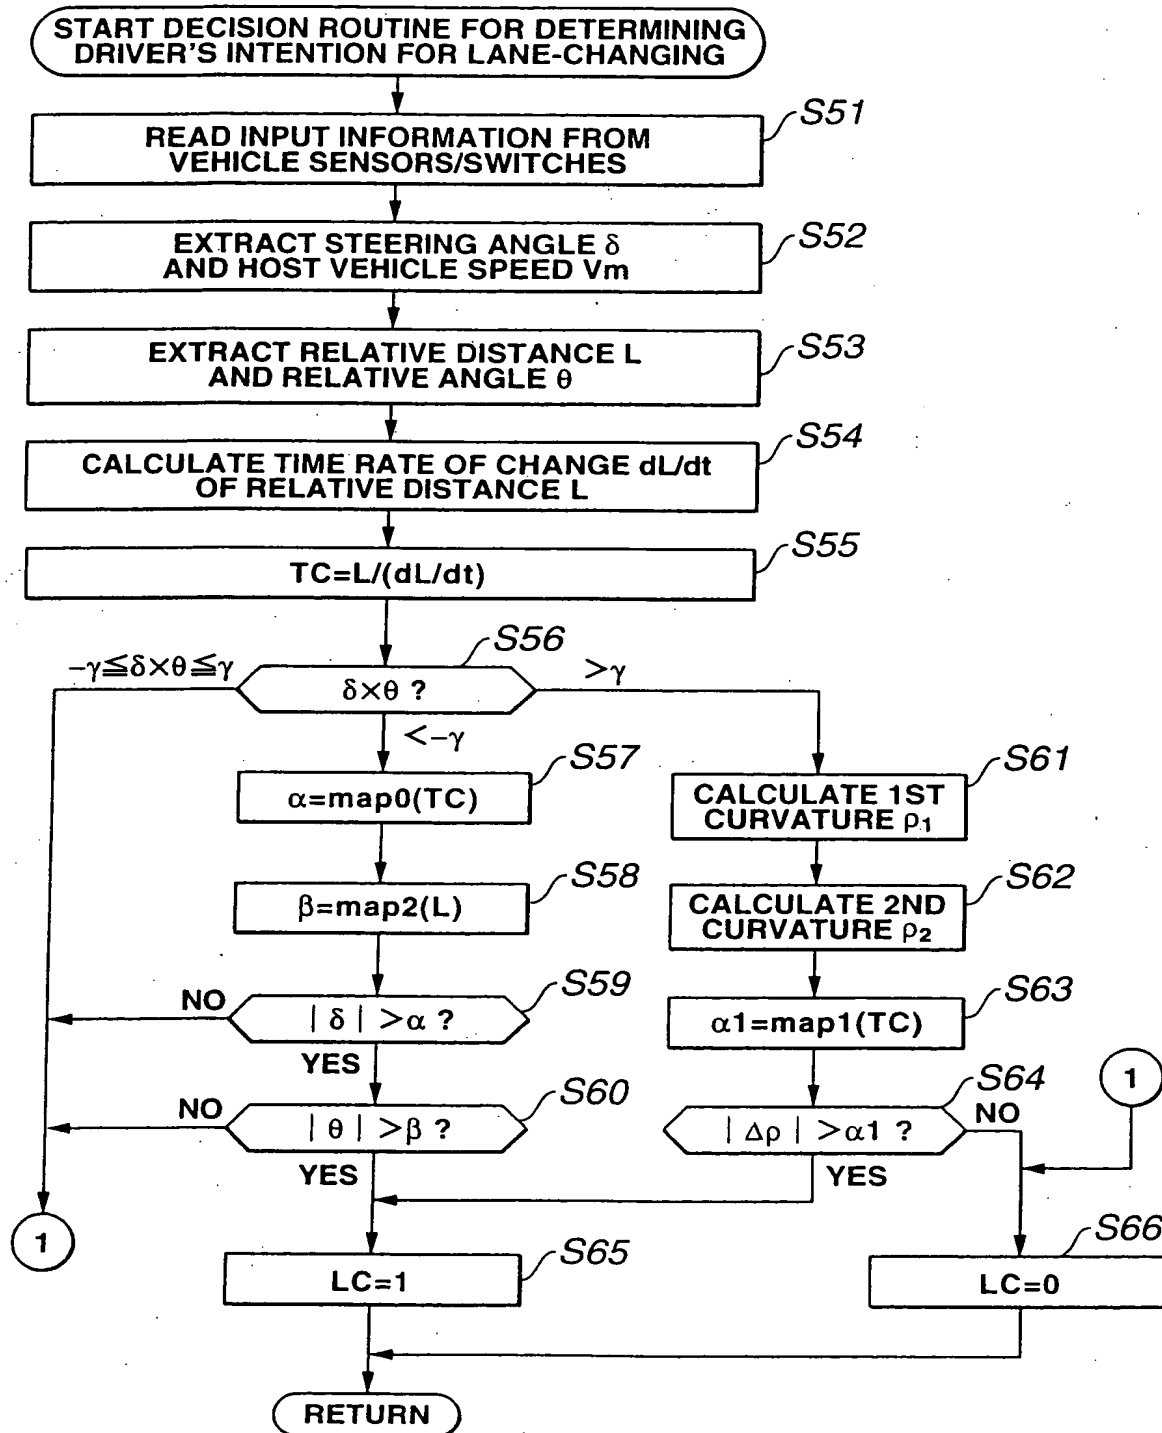 START DECISION ROUTINE FOR DETERMINING
DRIVER'S INTENTION FOR LANE-CHANGING
S51
READ INPUT INFORMATION FROM
VEHICLE SENSORS/SWITCHES
S52
EXTRACT STEERING ANGLE δ
AND HOST VEHICLE SPEED Vm
S53
EXTRACT RELATIVE DISTANCE L
AND RELATIVE ANGLE θ
S54
CALCULATE TIME RATE OF CHANGE dL/dt
OF RELATIVE DISTANCE L
S55
TC=L/(dL/dt)
S56
-γ≦δ×θ≦γ
δ×θ ?
>γ
<-γ
S57
α=map0(TC)
S61
CALCULATE 1ST
CURVATURE ρ1
S58
β=map2(L)
S62
CALCULATE 2ND
CURVATURE ρ2
S59
NO
| δ | >α ?
YES
S63
α1=map1(TC)
S60
NO
| θ | >β ?
YES
S64
| Δρ | >α1 ?
NO
YES
1
1
S65
LC=1
S66
LC=0
RETURN